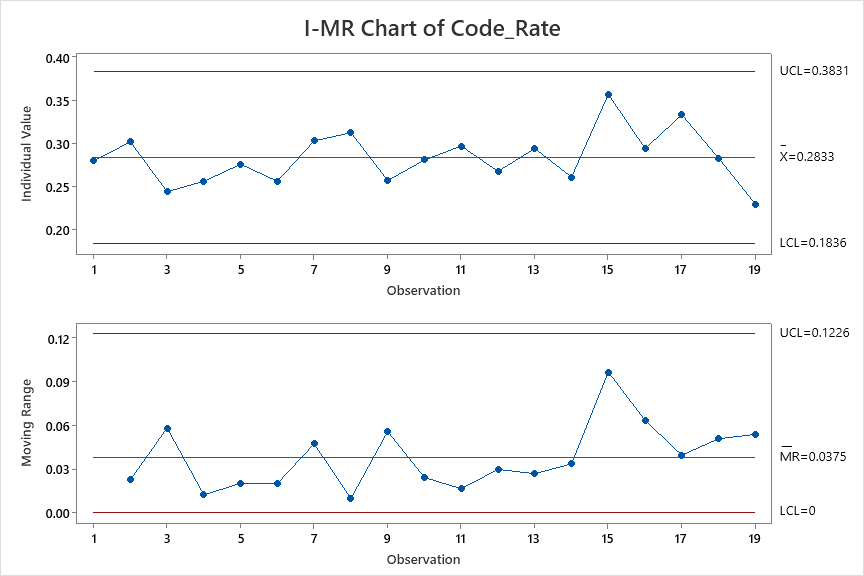 I-MR Chart of Code_Rate
Individual Value
0.40
0.35
0.30
0.25
0.20
UCL=0.3831
X̄=0.2833
LCL=0.1836
1 3 5 7 9 11 13 15 17 19
Observation
Moving Range
0.12
0.09
0.06
0.03
0.00
UCL=0.1226
M̅R̅=0.0375
LCL=0
1 3 5 7 9 11 13 15 17 19
Observation